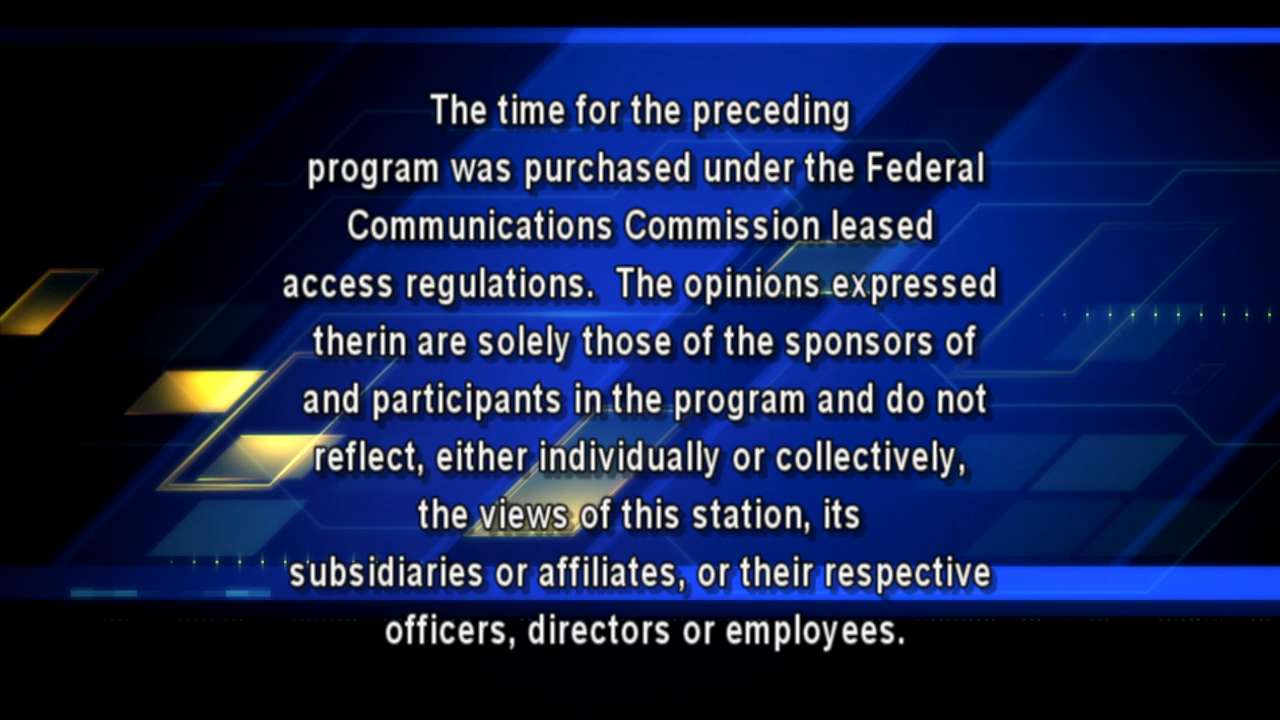 The time for the preceding
program was purchased under the Federal
Communications Commission leased
access regulations.  The opinions expressed
therin are solely those of the sponsors of
and participants in the program and do not
reflect, either individually or collectively,
the views of this station, its
subsidiaries or affiliates, or their respective
officers, directors or employees.